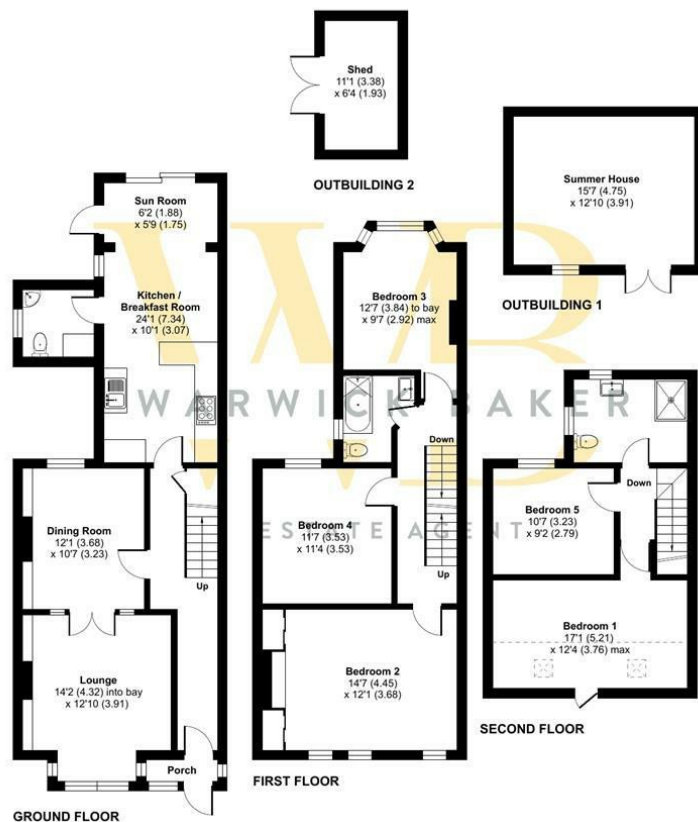 Shed
11'1 (3.38)
x 6'4 (1.93)
OUTBUILDING 2
Summer House
15'7 (4.75)
x 12'10 (3.91)
OUTBUILDING 1
Sun Room
6'2 (1.88)
x 5'9 (1.75)
Kitchen /
Breakfast Room
24'1 (7.34)
x 10'1 (3.07)
Dining Room
12'1 (3.68)
x 10'7 (3.23)
Up
Lounge
14'2 (4.32) into bay
x 12'10 (3.91)
Porch
GROUND FLOOR
Bedroom 3
12'7 (3.84) to bay
x 9'7 (2.92) max
Down
Bedroom 4
11'7 (3.53)
x 11'4 (3.53)
Up
Bedroom 2
14'7 (4.45)
x 12'1 (3.68)
FIRST FLOOR
Down
Bedroom 5
10'7 (3.23)
x 9'2 (2.79)
Bedroom 1
17'1 (5.21)
x 12'4 (3.76) max
SECOND FLOOR
WB
WARWICK BAKER
ESTATE AGENT